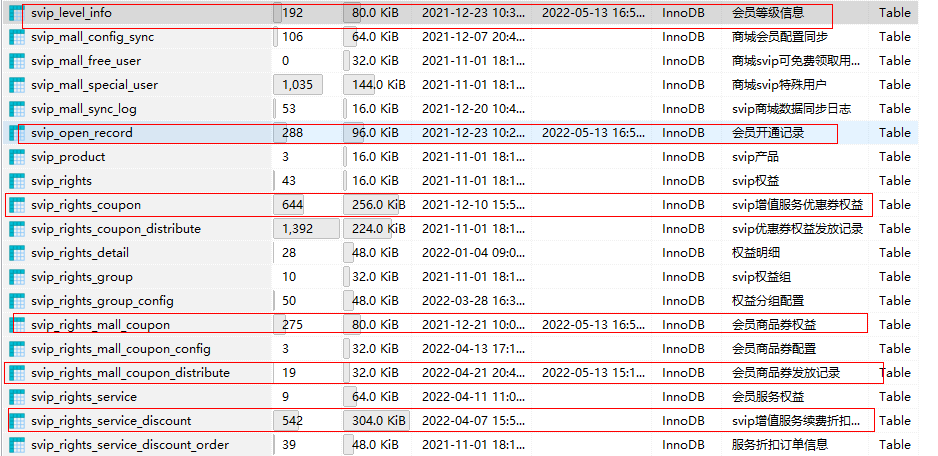 svip_level_info 192 80.0 KiB 2021-12-23 10:3... 2022-05-13 16:5... InnoDB 会员等级信息 Table
svip_mall_config_sync 106 64.0 KiB 2021-12-07 20:4... InnoDB 商城会员配置同步 Table
svip_mall_free_user 0 32.0 KiB 2021-11-01 18:1... InnoDB 商城svip可免费领取用... Table
svip_mall_special_user 1,035 144.0 KiB 2021-11-01 18:1... InnoDB 商城svip特殊用户 Table
svip_mall_sync_log 53 16.0 KiB 2021-12-20 10:4... InnoDB svip商城数据同步日志 Table
svip_open_record 288 96.0 KiB 2021-12-23 10:2... 2022-05-13 16:5... InnoDB 会员开通记录 Table
svip_product 3 16.0 KiB 2021-11-01 18:1... InnoDB svip产品 Table
svip_rights 43 16.0 KiB 2021-11-01 18:1... InnoDB svip权益 Table
svip_rights_coupon 644 256.0 KiB 2021-12-10 15:5... InnoDB svip增值服务优惠券权益 Table
svip_rights_coupon_distribute 1,392 224.0 KiB 2021-11-01 18:1... InnoDB svip优惠券权益发放记录 Table
svip_rights_detail 28 48.0 KiB 2022-01-04 09:0... InnoDB 权益明细 Table
svip_rights_group 10 32.0 KiB 2021-11-01 18:1... InnoDB svip权益组 Table
svip_rights_group_config 50 48.0 KiB 2022-03-28 16:3... InnoDB 权益分组配置 Table
svip_rights_mall_coupon 275 80.0 KiB 2021-12-21 10:0... 2022-05-13 16:5... InnoDB 会员商品券权益 Table
svip_rights_mall_coupon_config 3 32.0 KiB 2022-04-13 17:1... InnoDB 会员商品券配置 Table
svip_rights_mall_coupon_distribute 19 32.0 KiB 2022-04-21 20:4... 2022-05-13 15:1... InnoDB 会员商品券发放记录 Table
svip_rights_service 9 64.0 KiB 2022-04-11 11:0... InnoDB 会员服务权益 Table
svip_rights_service_discount 542 304.0 KiB 2022-04-07 15:5... InnoDB svip增值服务续费折扣... Table
svip_rights_service_discount_order 39 48.0 KiB 2021-11-01 18:1... InnoDB 服务折扣订单信息 Table